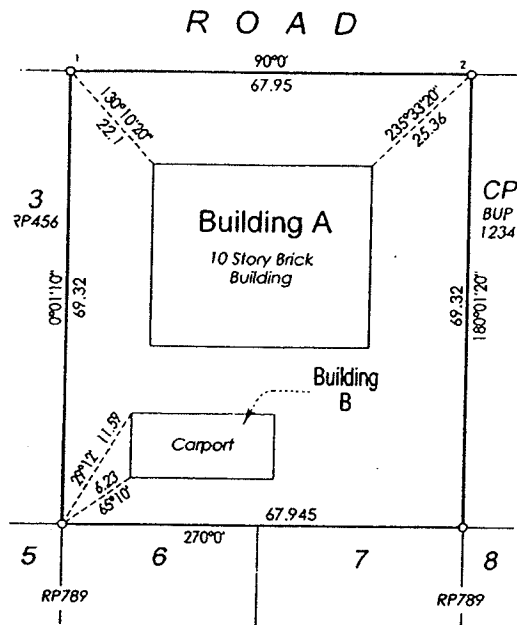 ROAD
1
90°0'
2
67.95
130°10'20"
22.1
235°33'20"
25.36
3
RP456
CP
BUP
1234
Building A
10 Story Brick
Building
0°01'10"
69.32
69.32
180°01'20"
Building
B
Carport
29°12' 11.59
6.23
65°10'
67.945
270°0'
5
6
7
8
RP789
RP789